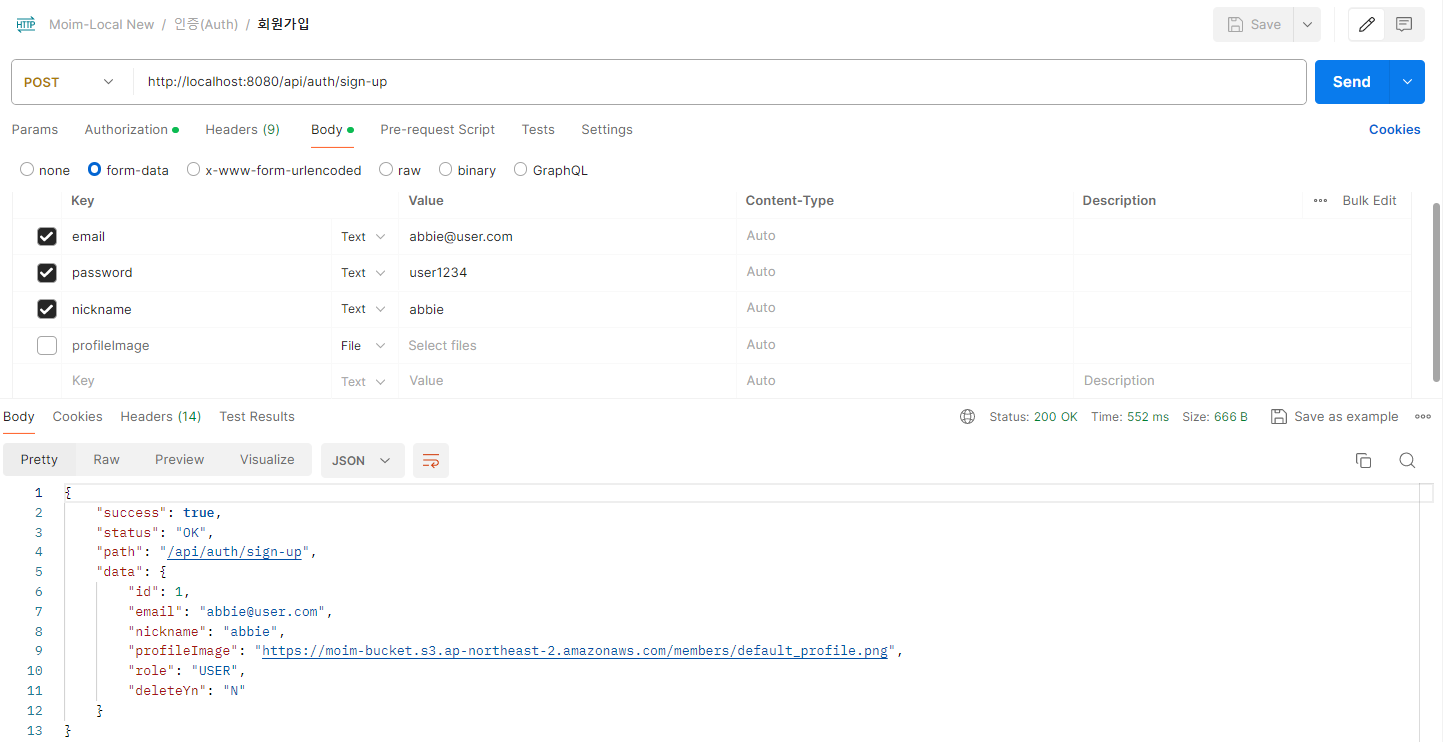 HTTP Moim-Local New / 인증(Auth) / 회원가입 Save
POST http://localhost:8080/api/auth/sign-up Send
Params Authorization Headers (9) Body Pre-request Script Tests Settings Cookies
none form-data x-www-form-urlencoded raw binary GraphQL
Key Value Content-Type Description Bulk Edit
email Text abbie@user.com Auto
password Text user1234 Auto
nickname Text abbie Auto
profileImage File Select files Auto
Key Text Value Auto Description
Body Cookies Headers (14) Test Results Status: 200 OK Time: 552 ms Size: 666 B Save as example
Pretty Raw Preview Visualize JSON
1 {
2 "success": true,
3 "status": "OK",
4 "path": "/api/auth/sign-up",
5 "data": {
6 "id": 1,
7 "email": "abbie@user.com",
8 "nickname": "abbie",
9 "profileImage": "https://moim-bucket.s3.ap-northeast-2.amazonaws.com/members/default_profile.png",
10 "role": "USER",
11 "deleteYn": "N"
12 }
13 }